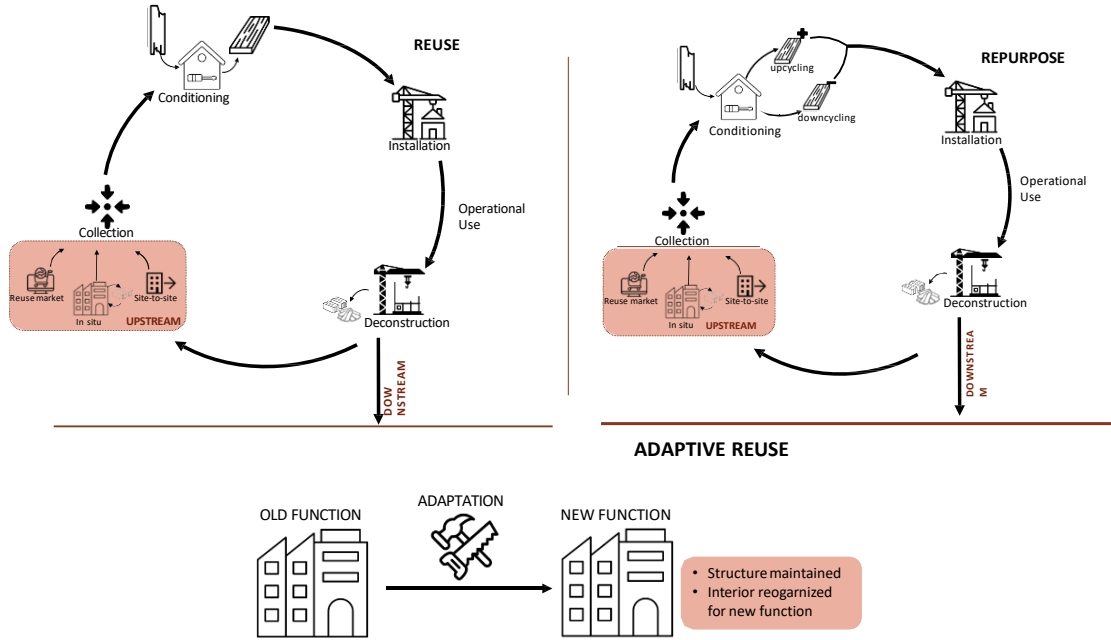 REUSE
Conditioning
Installation
Operational
Use
Collection
Reuse market
Site-to-site
In situ
UPSTREAM
Deconstruction
DOW
NSTREAM
REPURPOSE
upcycling
downcycling
Conditioning
Installation
Operational
Use
Collection
Reuse market
Site-to-site
In situ
UPSTREAM
Deconstruction
DOWNSTREA
M
ADAPTIVE REUSE
ADAPTATION
OLD FUNCTION
NEW FUNCTION
• Structure maintained
• Interior reogarnized
for new function